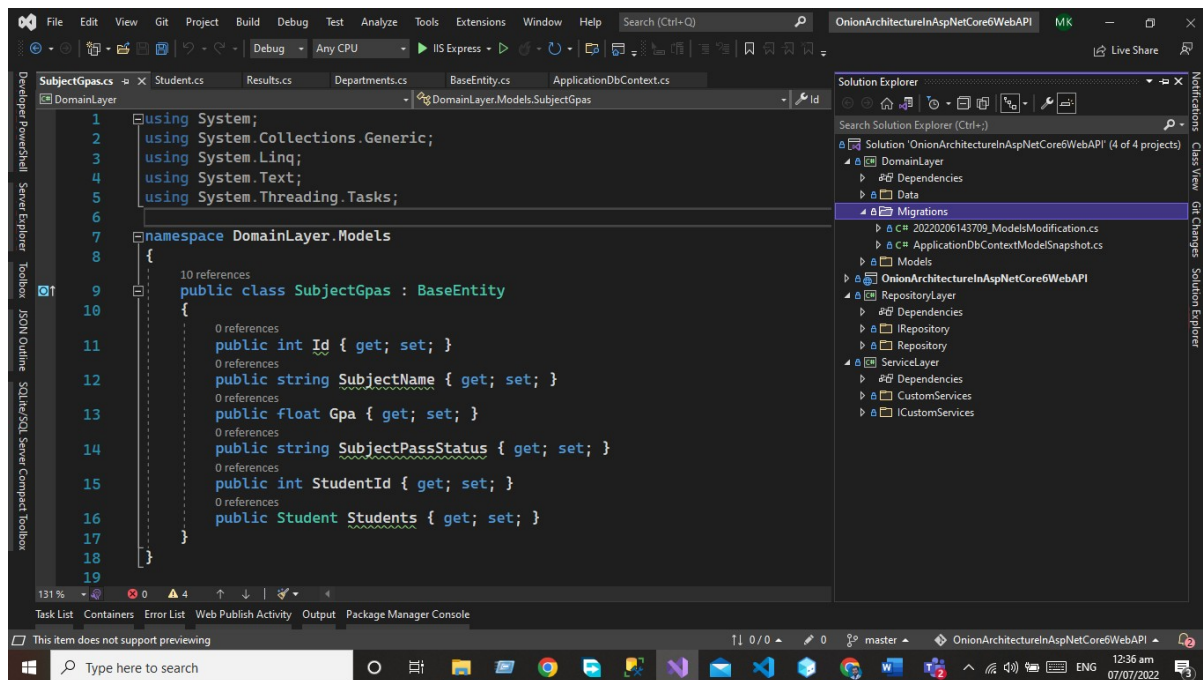 File Edit View Git Project Build Debug Test Analyze Tools Extensions Window Help Search (Ctrl+Q) OnionArchitectureInAspNetCore6WebAPI MK
Debug Any CPU IIS Express Live Share
SubjectGpas.cs Student.cs Results.cs Departments.cs BaseEntity.cs ApplicationDbContext.cs
DomainLayer DomainLayer.Models.SubjectGpas Id
1 using System;
2 using System.Collections.Generic;
3 using System.Linq;
4 using System.Text;
5 using System.Threading.Tasks;
6
7 namespace DomainLayer.Models
8 {
10 references
9 public class SubjectGpas : BaseEntity
10 {
0 references
11 public int Id { get; set; }
0 references
12 public string SubjectName { get; set; }
0 references
13 public float Gpa { get; set; }
0 references
14 public string SubjectPassStatus { get; set; }
0 references
15 public int StudentId { get; set; }
0 references
16 public Student Students { get; set; }
17 }
18 }
19
131 % 0 4
Developer PowerShell
Server Explorer
Toolbox
JSON Outline
SQLite/SQL Server Compact Toolbox
Solution Explorer
Search Solution Explorer (Ctrl+;)
Solution 'OnionArchitectureInAspNetCore6WebAPI' (4 of 4 projects)
DomainLayer
Dependencies
Data
Migrations
C# 20220206143709_ModelsModification.cs
C# ApplicationDbContextModelSnapshot.cs
Models
OnionArchitectureInAspNetCore6WebAPI
RepositoryLayer
Dependencies
IRepository
Repository
ServiceLayer
Dependencies
CustomServices
ICustomServices
Notifications
Class View
Git Changes
Solution Explorer
Task List Containers Error List Web Publish Activity Output Package Manager Console
This item does not support previewing 0 / 0 0 master OnionArchitectureInAspNetCore6WebAPI 2
Type here to search ENG 12:36 am
07/07/2022 3